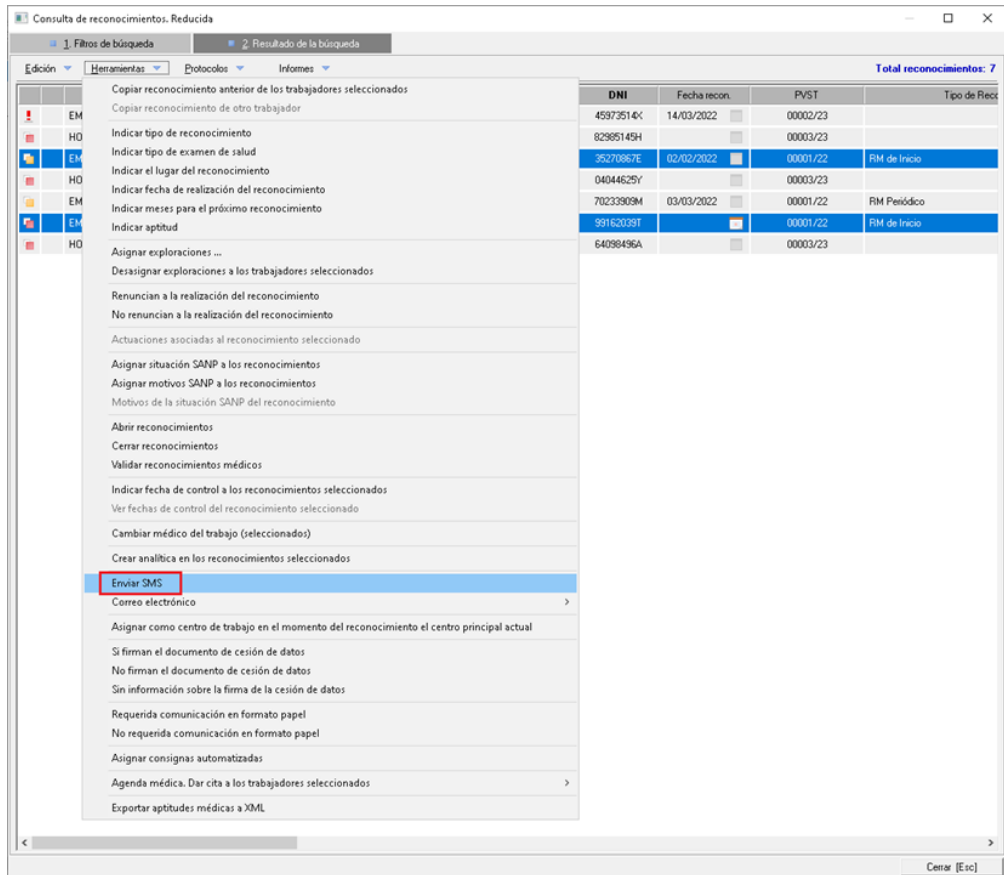 Consulta de reconocimientos. Reducida
1. Filtros de búsqueda 2. Resultado de la búsqueda
Edición Herramientas Protocolos Informes Total reconocimientos: 7
DNI Fecha recon. PVST Tipo de Reco
EM 45973514X 14/03/2022 00002/23
HO 82985145H 00003/23
EM 35270867E 02/02/2022 00001/22 RM de Inicio
HO 04044625Y 00003/23
EM 70233909M 03/03/2022 00001/22 RM Periódico
EM 99162039T 00001/22 RM de Inicio
HO 64098496A 00003/23
Copiar reconocimiento anterior de los trabajadores seleccionados
Copiar reconocimiento de otro trabajador
Indicar tipo de reconocimiento
Indicar tipo de examen de salud
Indicar el lugar del reconocimiento
Indicar fecha de realización del reconocimiento
Indicar meses para el próximo reconocimiento
Indicar aptitud
Asignar exploraciones ...
Desasignar exploraciones a los trabajadores seleccionados
Renuncian a la realización del reconocimiento
No renuncian a la realización del reconocimiento
Actuaciones asociadas al reconocimiento seleccionado
Asignar situación SANP a los reconocimientos
Asignar motivos SANP a los reconocimientos
Motivos de la situación SANP del reconocimiento
Abrir reconocimientos
Cerrar reconocimientos
Validar reconocimientos médicos
Indicar fecha de control a los reconocimientos seleccionados
Ver fechas de control del reconocimiento seleccionado
Cambiar médico del trabajo (seleccionados)
Crear analítica en los reconocimientos seleccionados
Enviar SMS
Correo electrónico
Asignar como centro de trabajo en el momento del reconocimiento el centro principal actual
Si firman el documento de cesión de datos
No firman el documento de cesión de datos
Sin información sobre la firma de la cesión de datos
Requerida comunicación en formato papel
No requerida comunicación en formato papel
Asignar consignas automatizadas
Agenda médica. Dar cita a los trabajadores seleccionados
Exportar aptitudes médicas a XML
Cerrar [Esc]